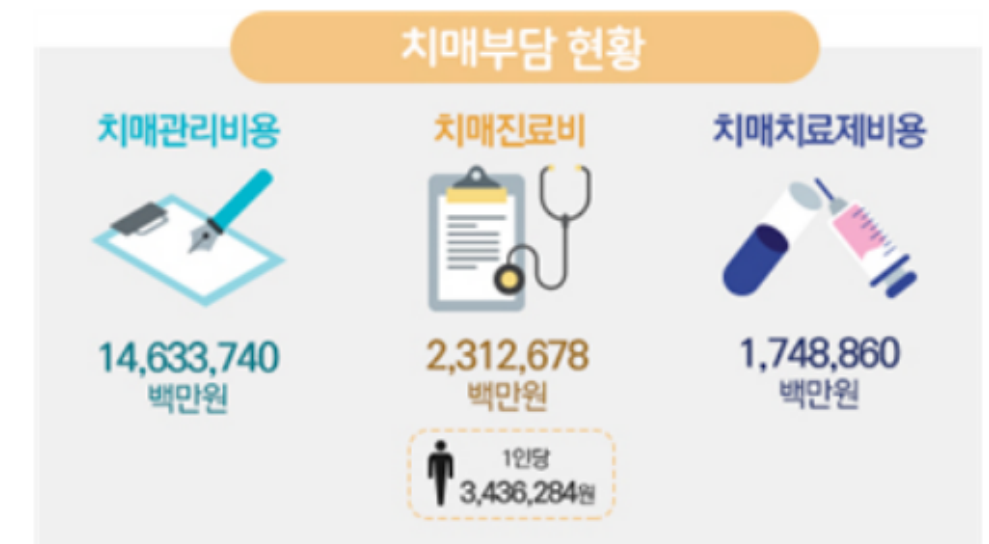 치매부담 현황
치매관리비용
14,633,740
백만원
치매진료비
2,312,678
백만원
1인당
3,436,284원
치매치료제비용
1,748,860
백만원